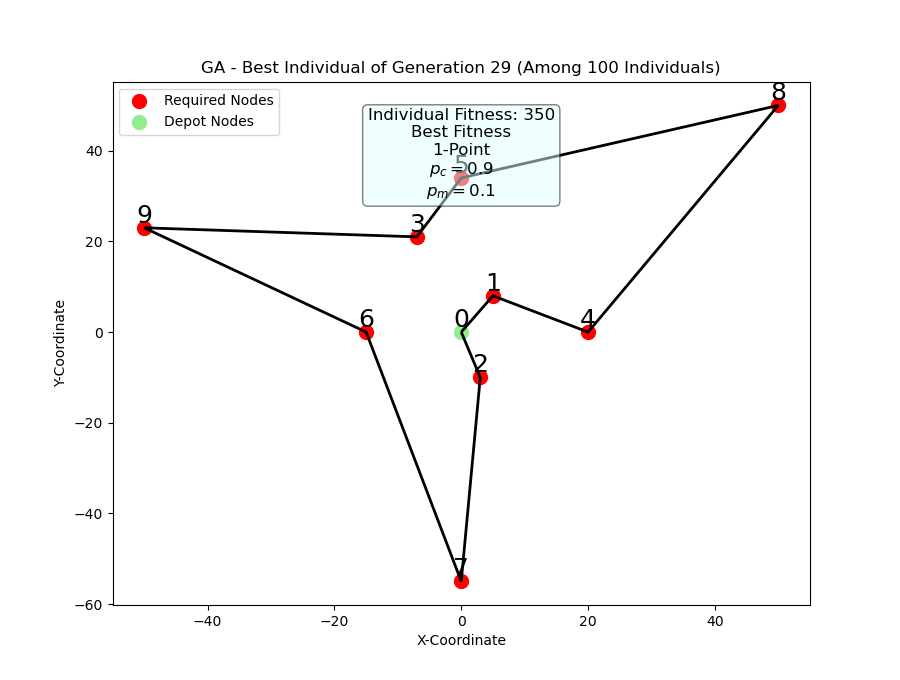 GA - Best Individual of Generation 29 (Among 100 Individuals)
Required Nodes
Depot Nodes
Individual Fitness: 350
Best Fitness
1-Point
p_c = 0.9
p_m = 0.1
8
5
9
3
1
6
0
4
2
7
40
20
0
−20
−40
−60
Y-Coordinate
−40
−20
0
20
40
X-Coordinate